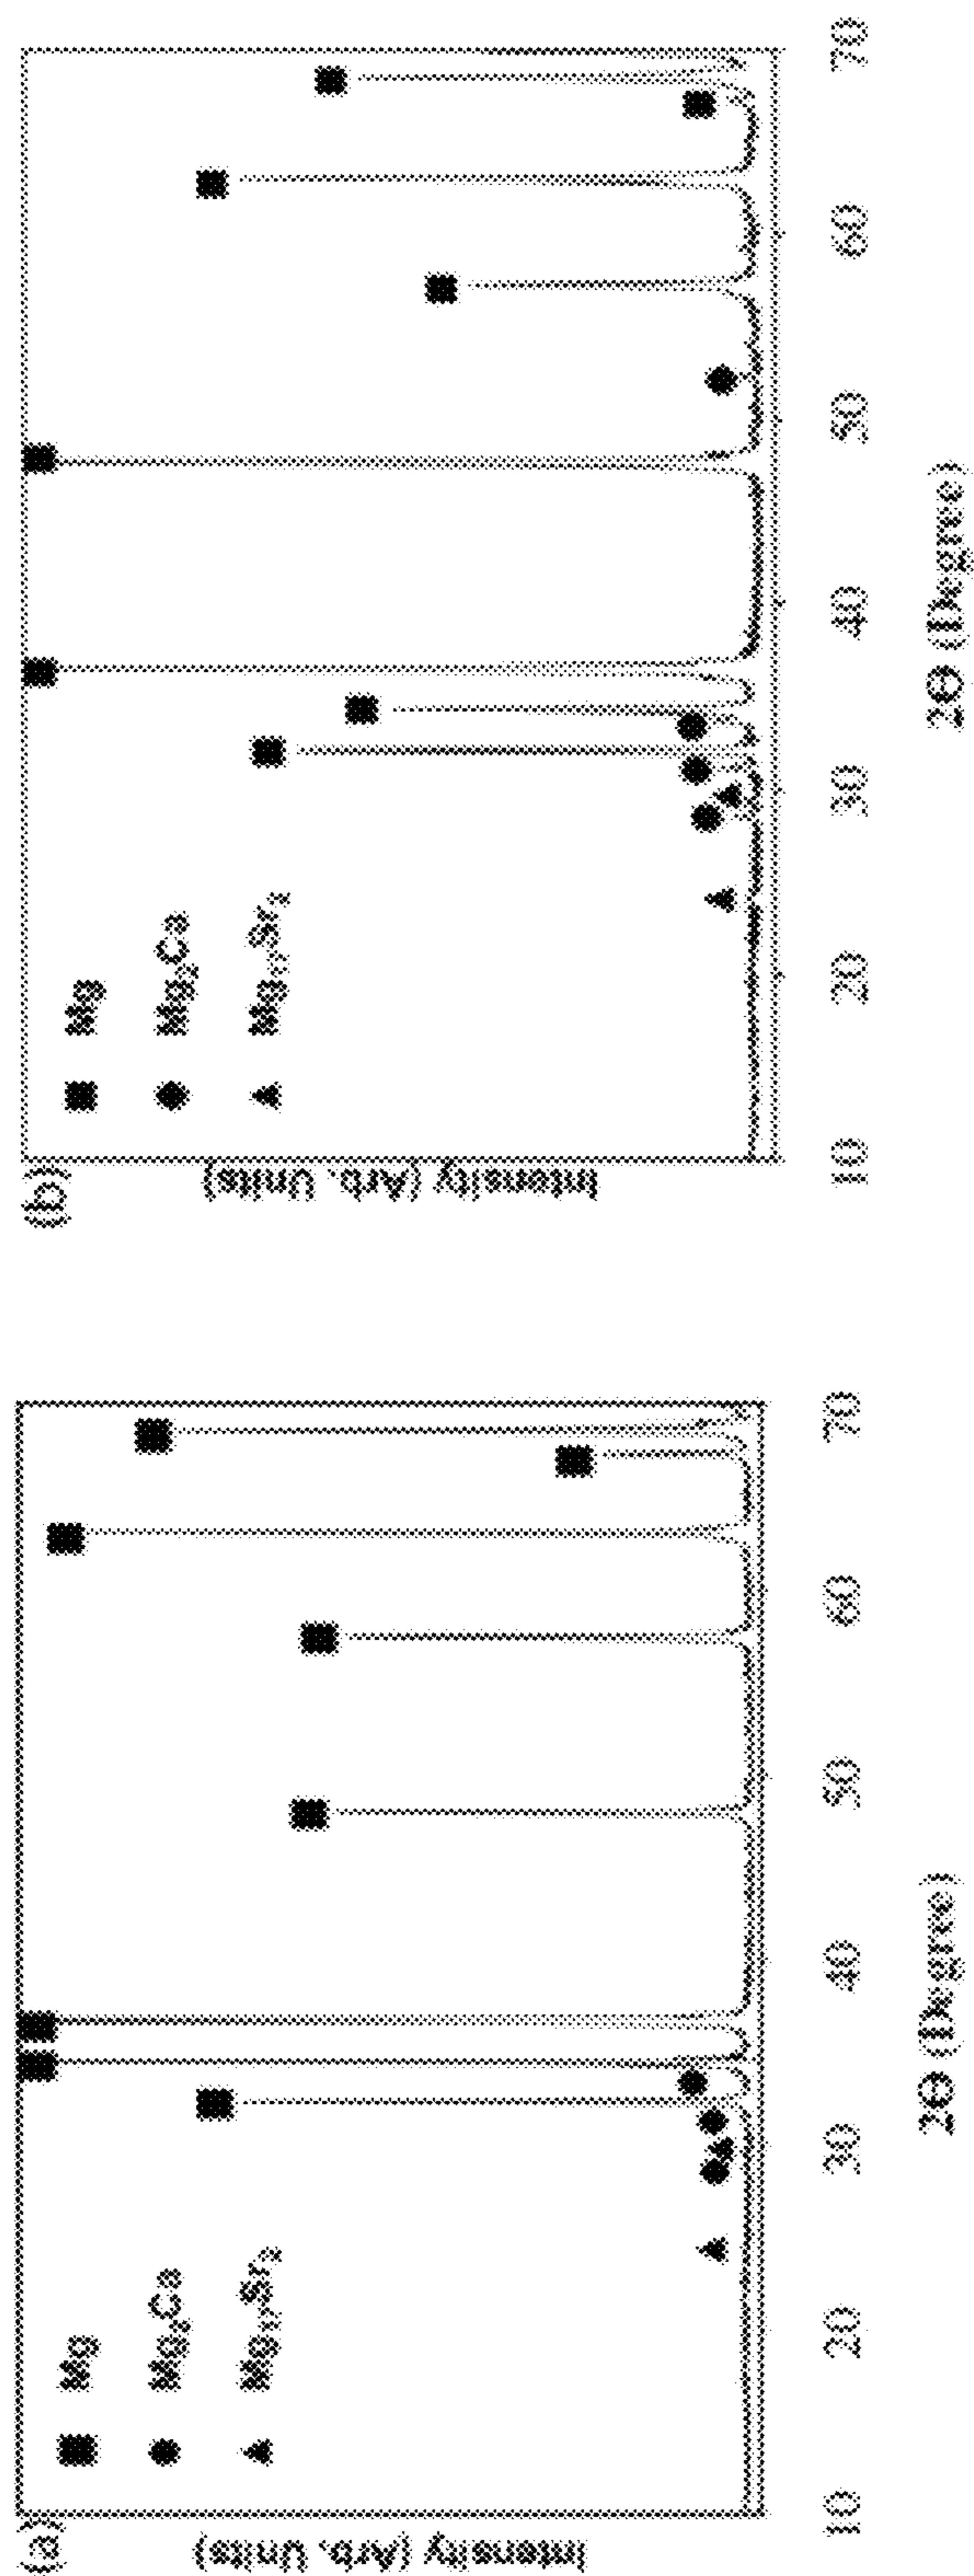 (a)
Intensity (Arb. Units)
Mg
Mg₂Ca
Mg₁₇Sr₂
10 20 30 40 50 60 70
2Θ (Degree)
(b)
Intensity (Arb. Units)
Mg
Mg₂Ca
Mg₁₇Sr₂
10 20 30 40 50 60 70
2Θ (Degree)